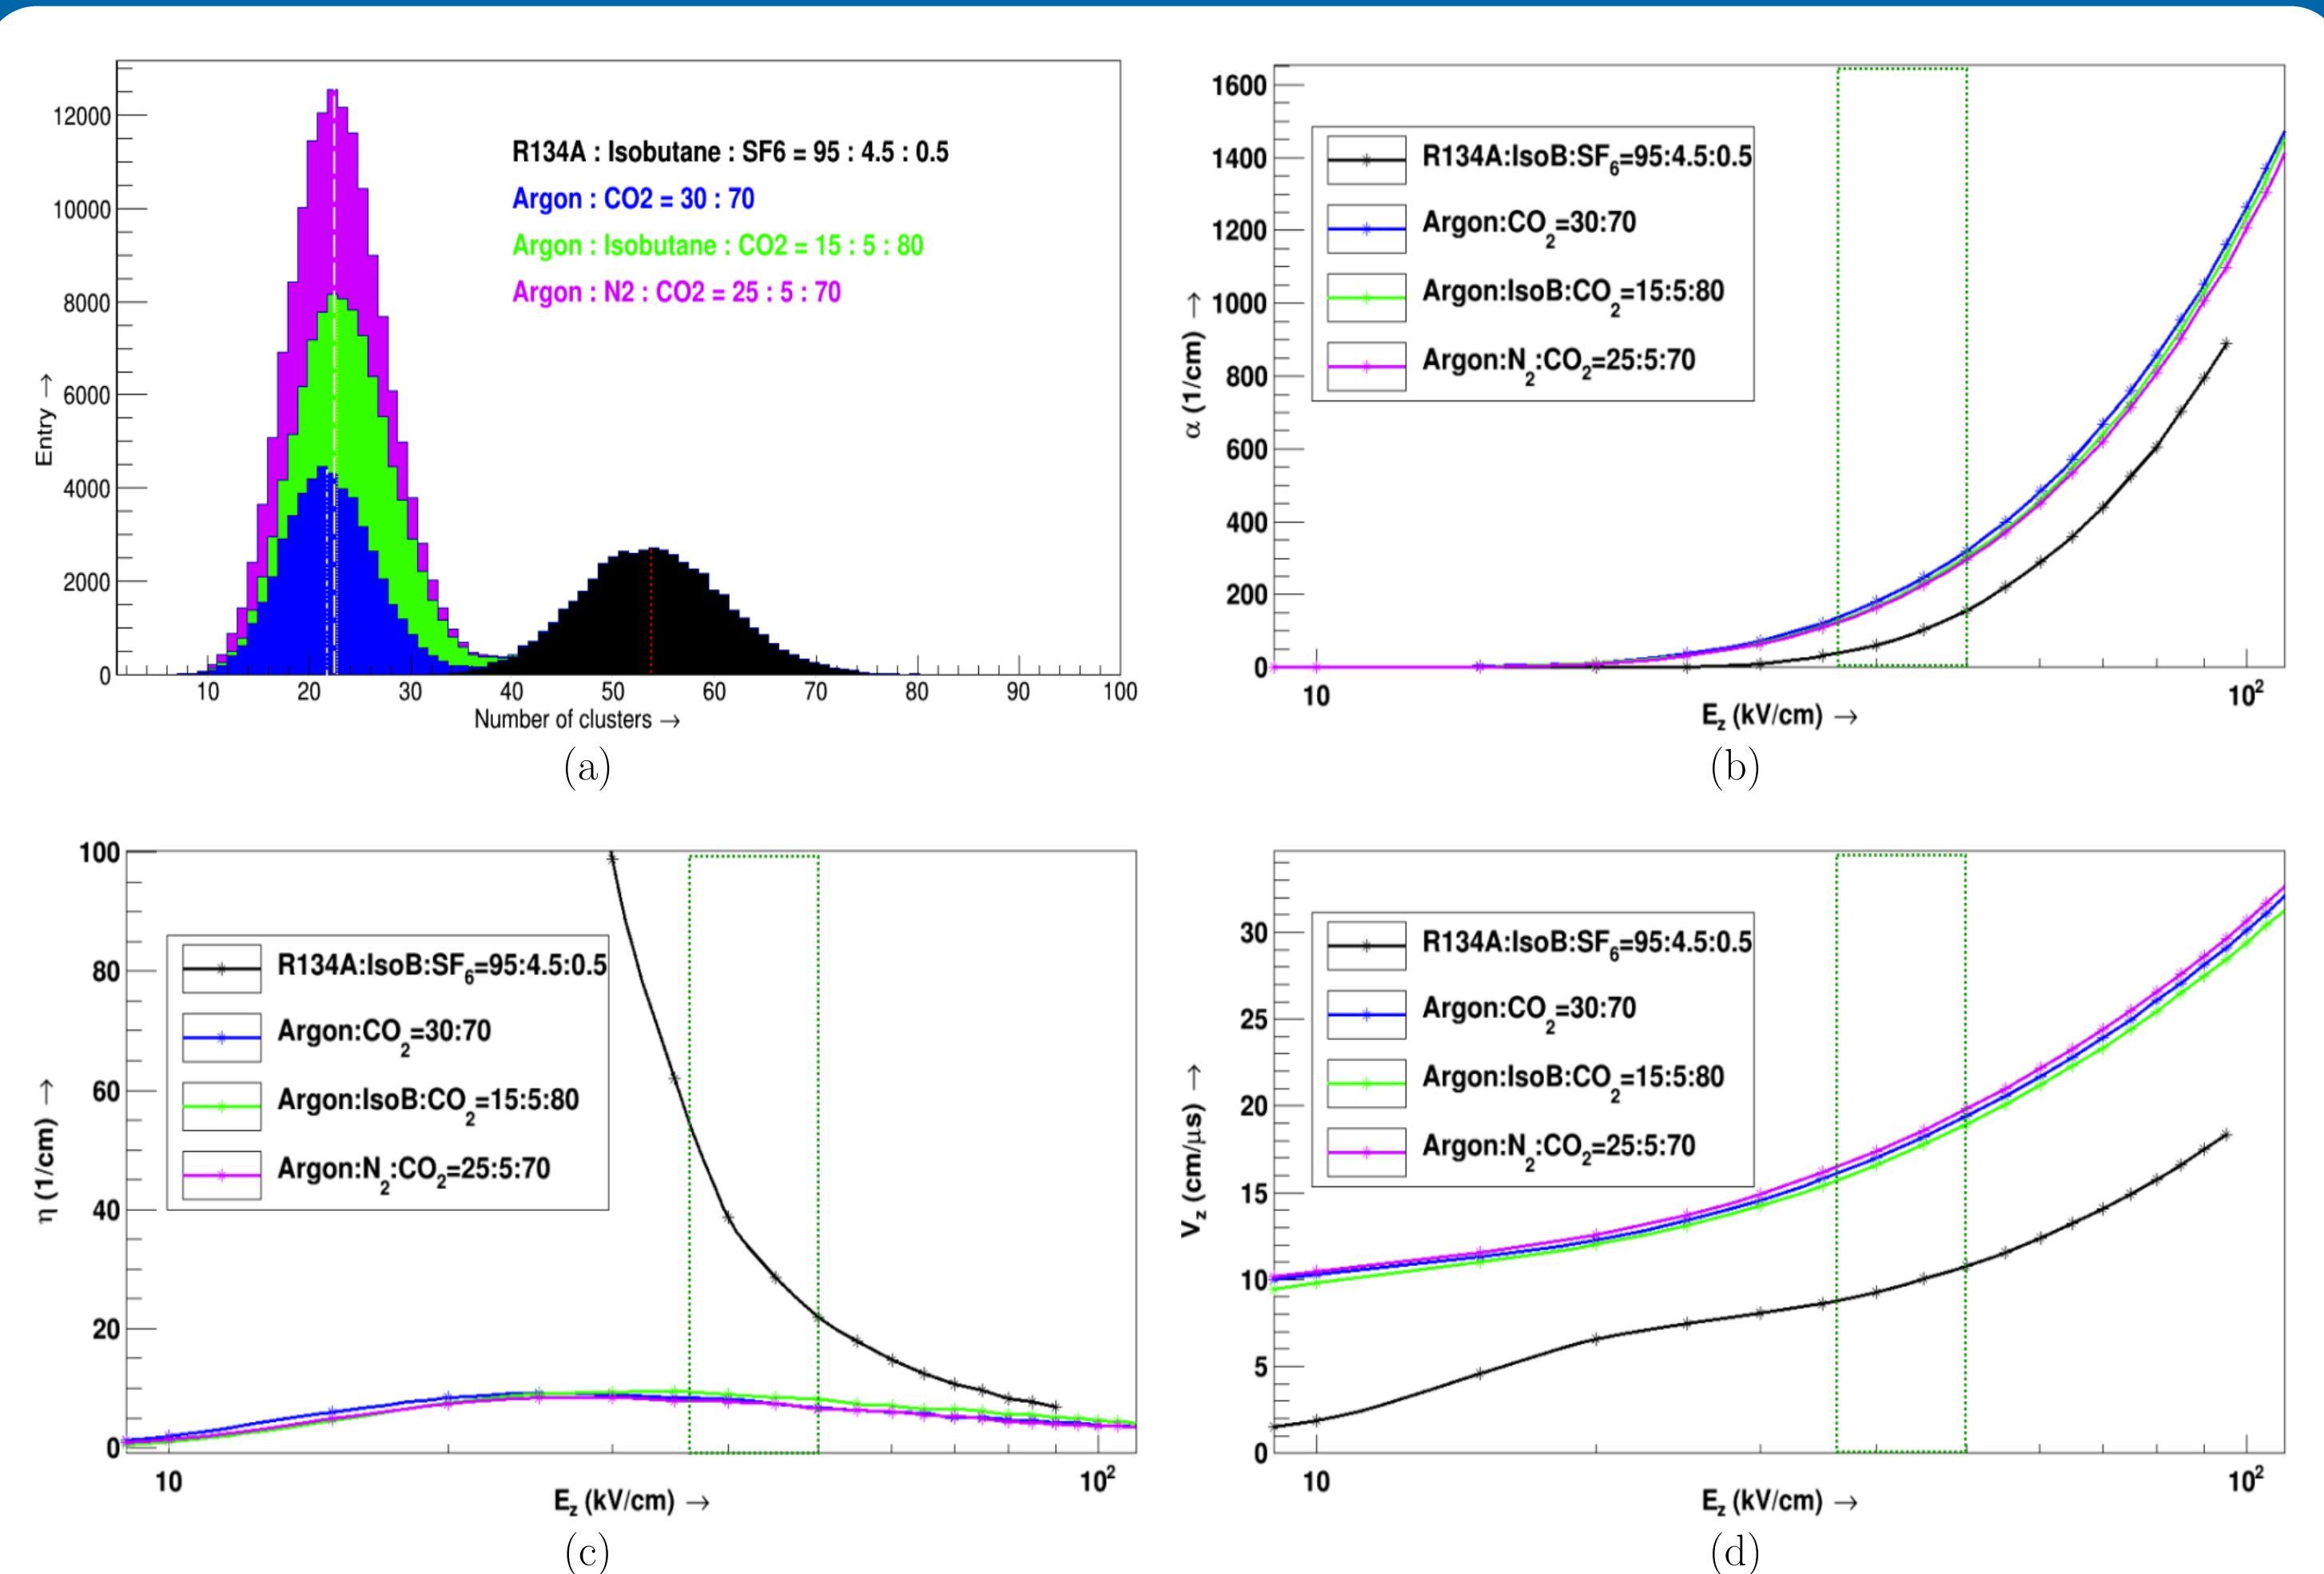 R134A : Isobutane : SF6 = 95 : 4.5 : 0.5
Argon : CO2 = 30 : 70
Argon : Isobutane : CO2 = 15 : 5 : 80
Argon : N2 : CO2 = 25 : 5 : 70
Entry →
12000
10000
8000
6000
4000
2000
0
10 20 30 40 50 60 70 80 90 100
Number of clusters →
(a)
1600
1400
1200
1000
800
600
400
200
0
α (1/cm) →
R134A:IsoB:SF₆=95:4.5:0.5
Argon:CO₂=30:70
Argon:IsoB:CO₂=15:5:80
Argon:N₂:CO₂=25:5:70
10 10²
E_z (kV/cm) →
(b)
100
80
60
40
20
0
η (1/cm) →
R134A:IsoB:SF₆=95:4.5:0.5
Argon:CO₂=30:70
Argon:IsoB:CO₂=15:5:80
Argon:N₂:CO₂=25:5:70
10 10²
E_z (kV/cm) →
(c)
30
25
20
15
10
5
0
V_z (cm/μs) →
R134A:IsoB:SF₆=95:4.5:0.5
Argon:CO₂=30:70
Argon:IsoB:CO₂=15:5:80
Argon:N₂:CO₂=25:5:70
10 10²
E_z (kV/cm) →
(d)